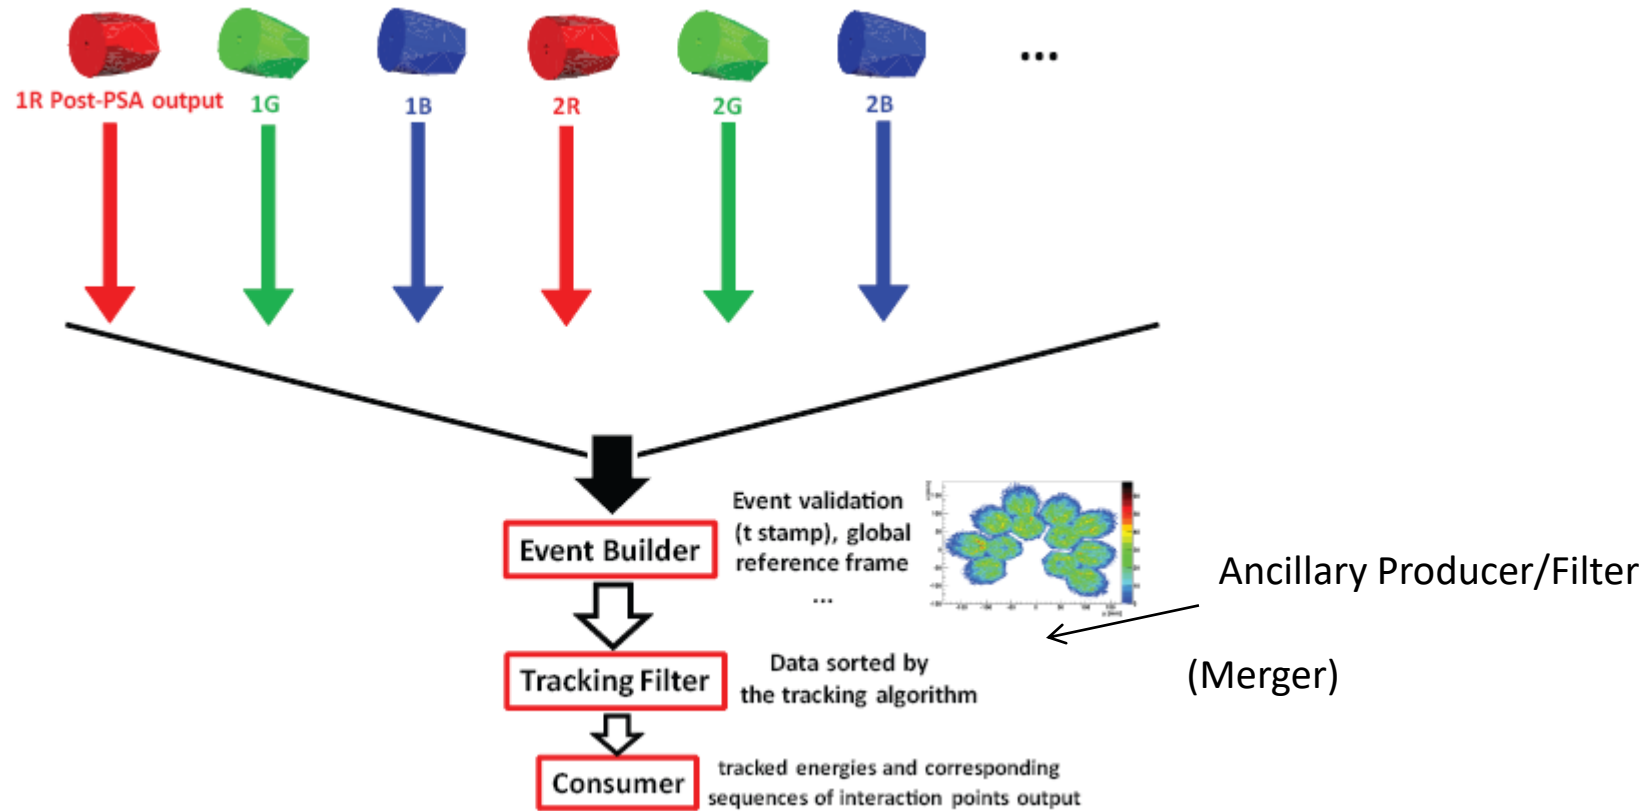 1R Post-PSA output
1G
1B
2R
2G
2B
...
Event Builder
Event validation
(t stamp), global
reference frame
...
Ancillary Producer/Filter
(Merger)
Tracking Filter
Data sorted by
the tracking algorithm
Consumer
tracked energies and corresponding
sequences of interaction points output